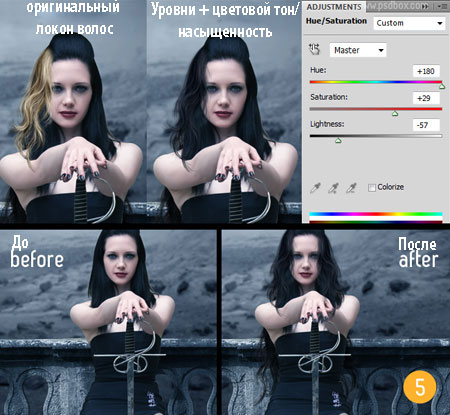 оригинальный
локон волос
Уровни + цветовой тон/
насыщенность
ADJUSTMENTS
www.psdbox.com
Hue/Saturation
Custom
Master
Hue:
+180
Saturation:
+29
Lightness:
-57
Colorize
До
before
После
after
5